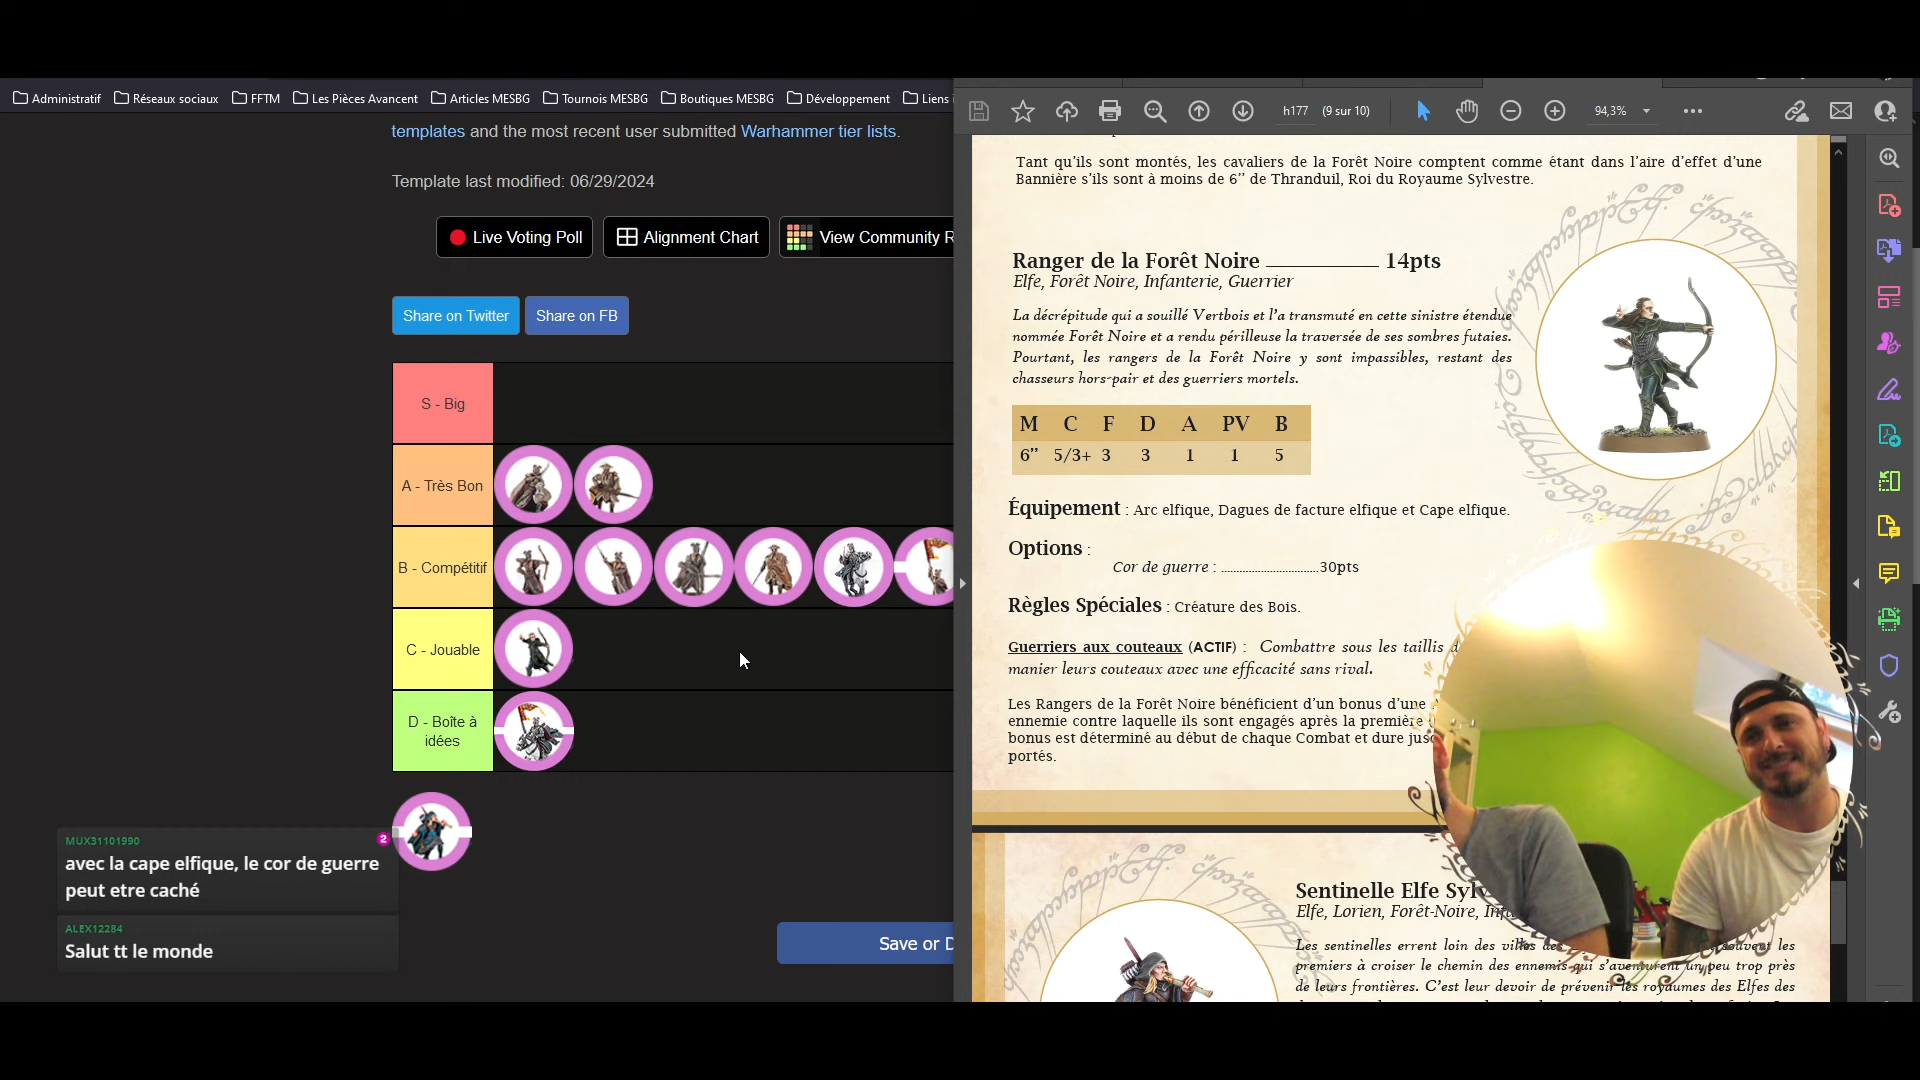 Administratif
Réseaux sociaux
FFTM
Les Pièces Avancent
Articles MESBG
Tournois MESBG
Boutiques MESBG
Développement
Liens
templates and the most recent user submitted Warhammer tier lists.
Template last modified: 06/29/2024
Live Voting Poll
Alignment Chart
View Community R
Share on Twitter
Share on FB
S - Big
A - Très Bon
B - Compétitif
C - Jouable
D - Boîte à
idées
MUX31101990
2
avec la cape elfique, le cor de guerre
peut etre caché
ALEX12284
Salut tt le monde
Save or D
h177 (9 sur 10)
94,3%
Tant qu'ils sont montés, les cavaliers de la Forêt Noire comptent comme étant dans l'aire d'effet d'une
Bannière s'ils sont à moins de 6'' de Thranduil, Roi du Royaume Sylvestre.
Ranger de la Forêt Noire 14pts
Elfe, Forêt Noire, Infanterie, Guerrier
La décrépitude qui a souillé Vertbois et l'a transmuté en cette sinistre étendue
nommée Forêt Noire et a rendu périlleuse la traversée de ses sombres futaies.
Pourtant, les rangers de la Forêt Noire y sont impassibles, restant des
chasseurs hors-pair et des guerriers mortels.
M C F D A PV B
6'' 5/3+ 3 3 1 1 5
Équipement : Arc elfique, Dagues de facture elfique et Cape elfique.
Options :
Cor de guerre : ................................30pts
Règles Spéciales : Créature des Bois.
Guerriers aux couteaux (ACTIF) : Combattre sous les taillis d
manier leurs couteaux avec une efficacité sans rival.
Les Rangers de la Forêt Noire bénéficient d'un bonus d'une
ennemie contre laquelle ils sont engagés après la première
bonus est déterminé au début de chaque Combat et dure jusq
portés.
Sentinelle Elfe Syl
Elfe, Lorien, Forêt-Noire, Inf
Les sentinelles errent loin des villes des souvent les
premiers à croiser le chemin des ennemis qui s'aventurent un peu trop près
de leurs frontières. C'est leur devoir de prévenir les royaumes des Elfes des